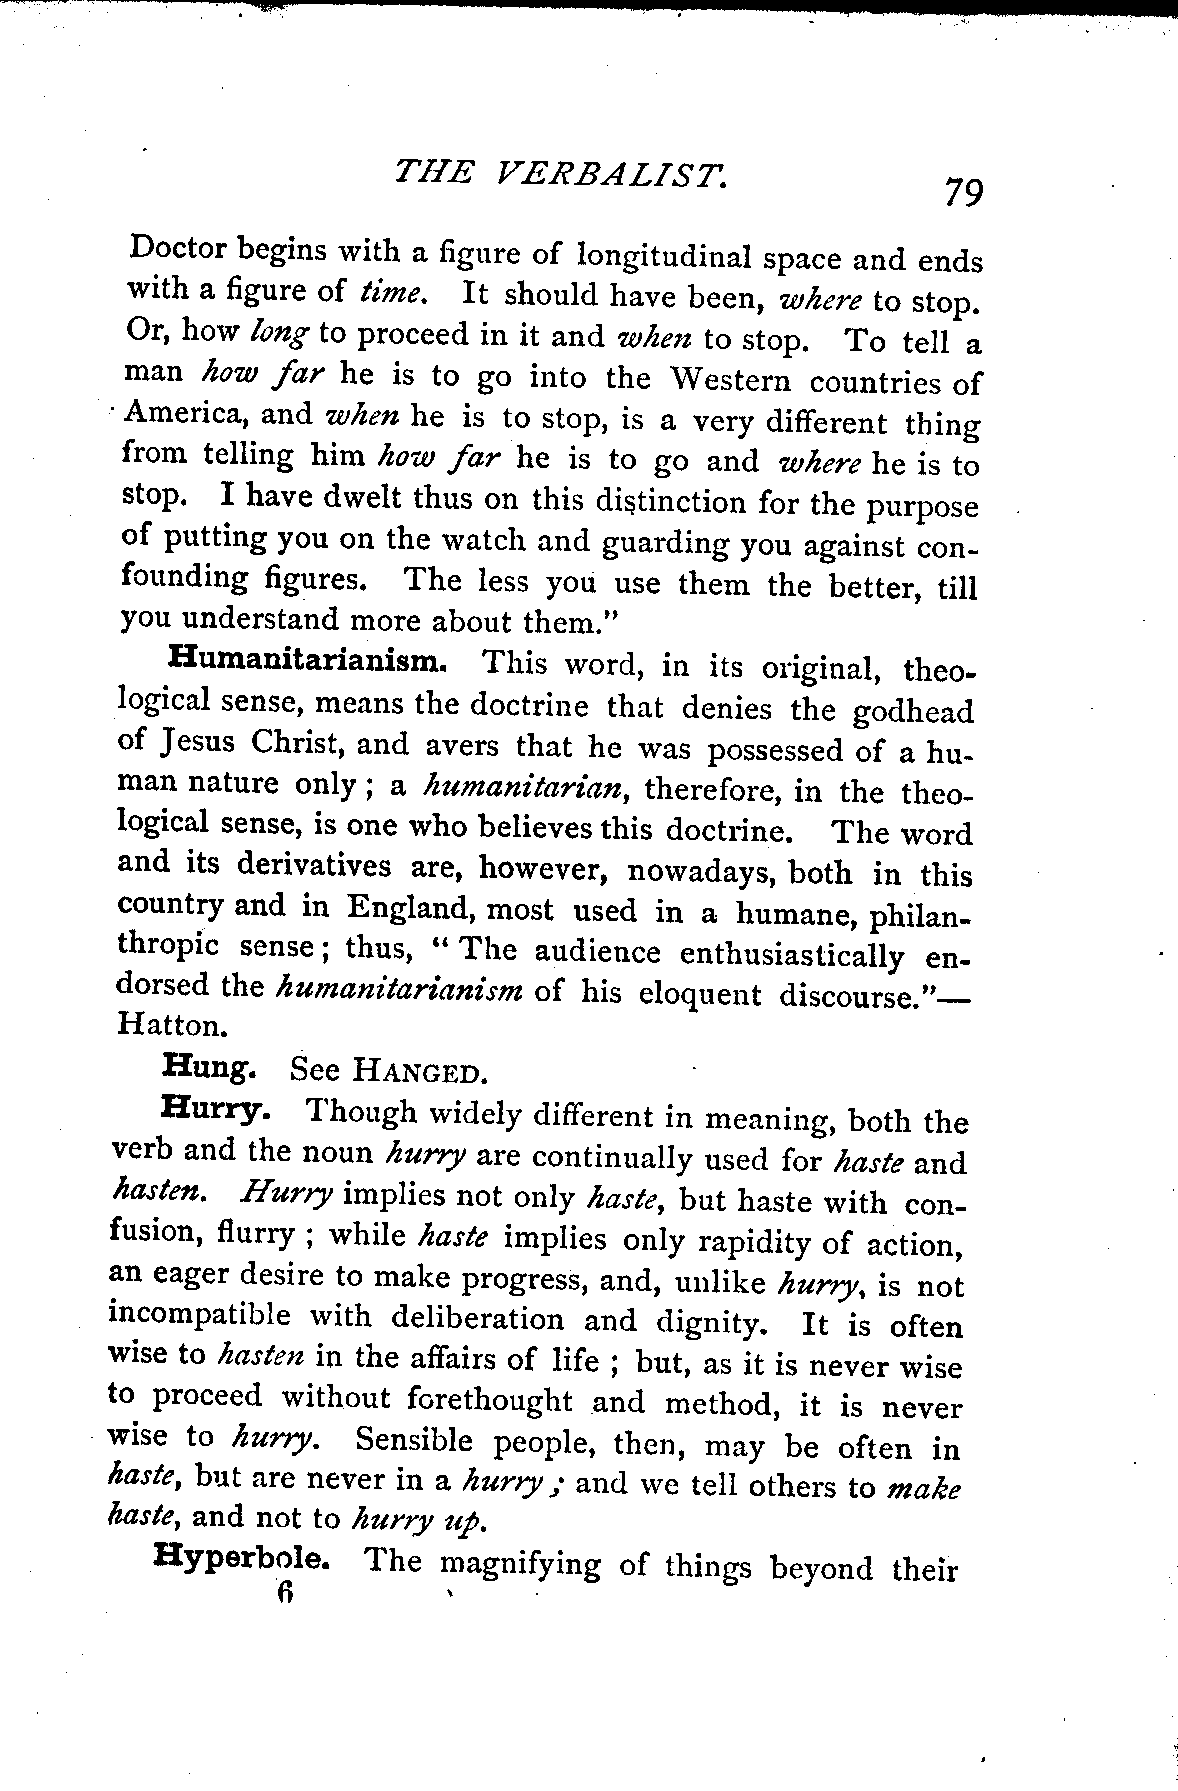 THE VERBALIST.
79
Doctor begins with a figure of longitudinal space and ends
with a figure of time. It should have been, where to stop.
Or, how long to proceed in it and when to stop. To tell a
man how far he is to go into the Western countries of
America, and when he is to stop, is a very different thing
from telling him how far he is to go and where he is to
stop. I have dwelt thus on this distinction for the purpose
of putting you on the watch and guarding you against con-
founding figures. The less you use them the better, till
you understand more about them."
Humanitarianism. This word, in its original, theo-
logical sense, means the doctrine that denies the godhead
of Jesus Christ, and avers that he was possessed of a hu-
man nature only ; a humanitarian, therefore, in the theo-
logical sense, is one who believes this doctrine. The word
and its derivatives are, however, nowadays, both in this
country and in England, most used in a humane, philan-
thropic sense ; thus, " The audience enthusiastically en-
dorsed the humanitarianism of his eloquent discourse."—
Hatton.
Hung. See HANGED.
Hurry. Though widely different in meaning, both the
verb and the noun hurry are continually used for haste and
hasten. Hurry implies not only haste, but haste with con-
fusion, flurry ; while haste implies only rapidity of action,
an eager desire to make progress, and, unlike hurry, is not
incompatible with deliberation and dignity. It is often
wise to hasten in the affairs of life ; but, as it is never wise
to proceed without forethought and method, it is never
wise to hurry. Sensible people, then, may be often in
haste, but are never in a hurry ; and we tell others to make
haste, and not to hurry up.
Hyperbole. The magnifying of things beyond their
6